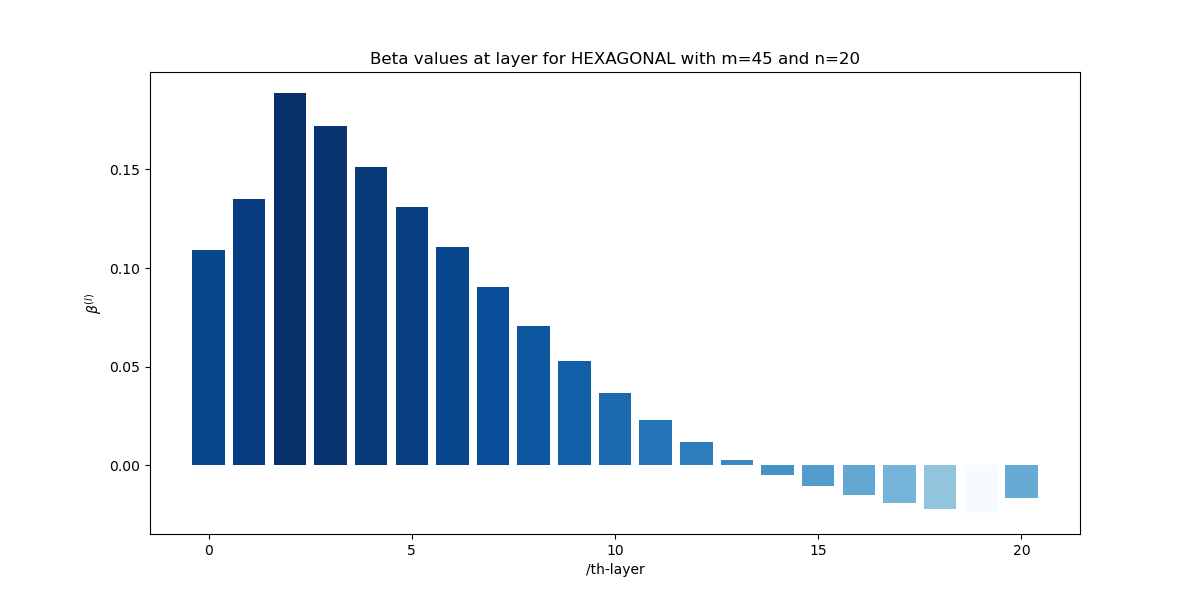 Beta values at layer for HEXAGONAL with m=45 and n=20
β⁽ˡ⁾
0.15
0.10
0.05
0.00
0 5 10 15 20
/th-layer